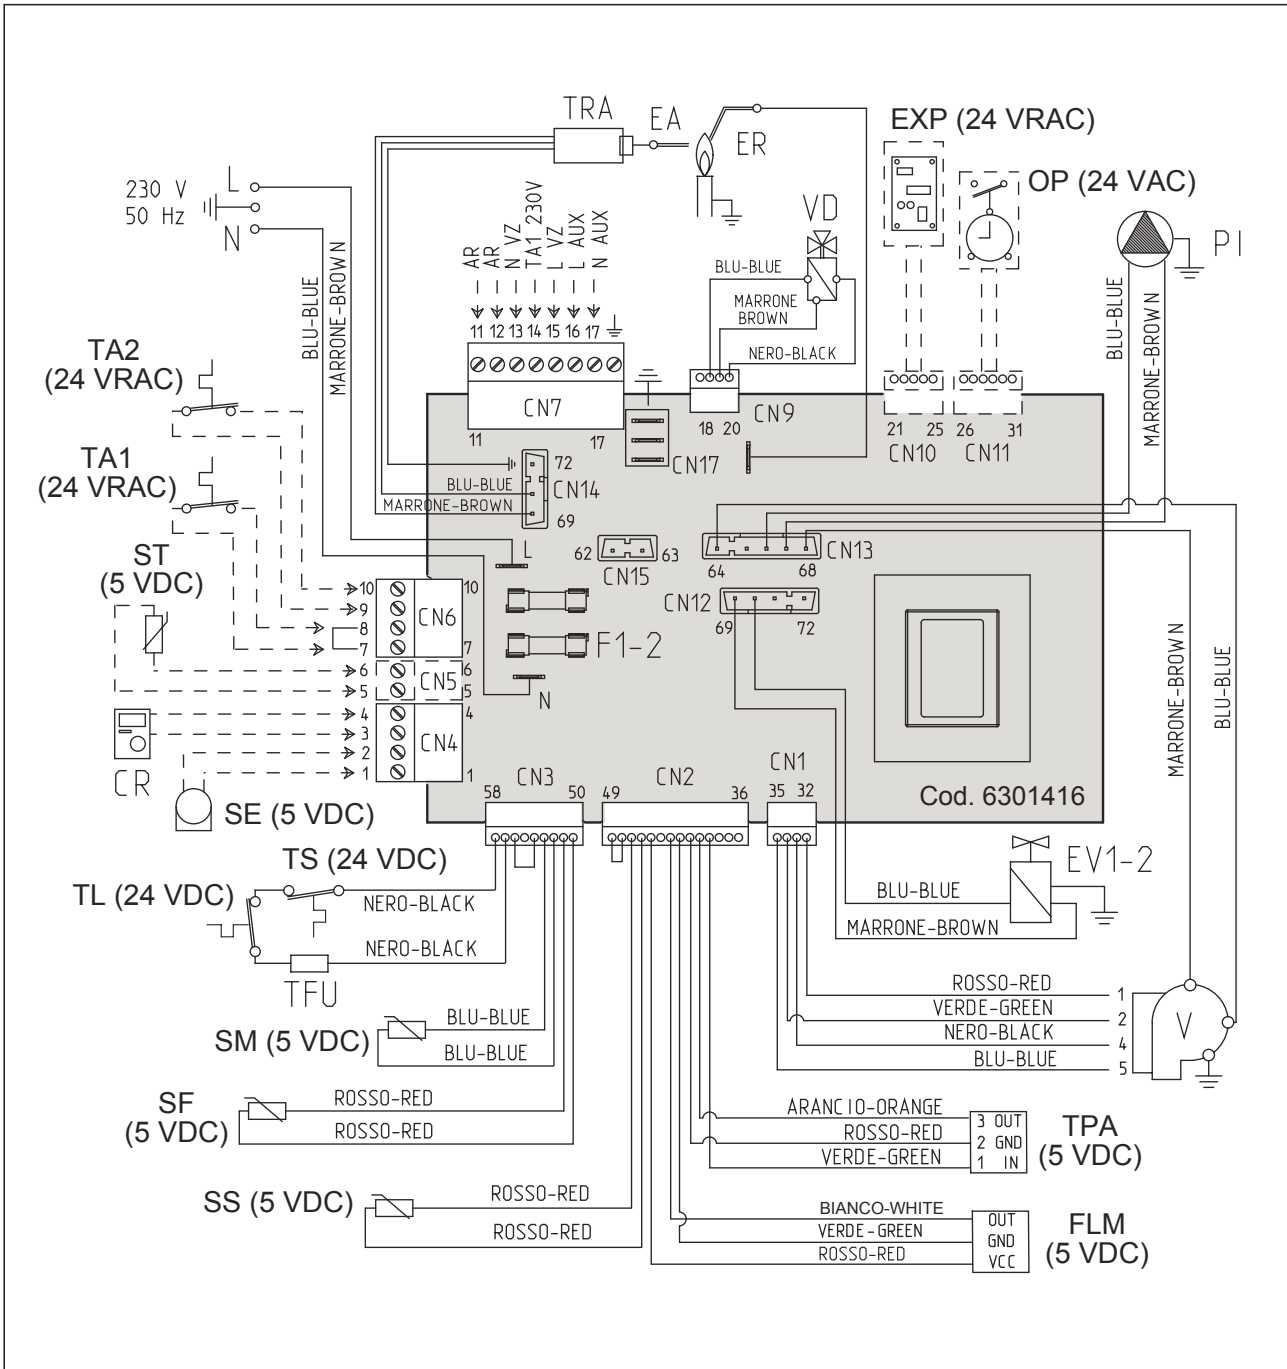 TRA
EA
ER
EXP (24 VRAC)
OP (24 VAC)
230 V
50 Hz
L
N
VD
PI
AR
AR
N VZ
TA1 230V
L VZ
L AUX
N AUX
11 12 13 14 15 16 17
BLU-BLUE
MARRONE-BROWN
BLU-BLUE
MARRONE
BROWN
NERO-BLACK
BLU-BLUE
MARRONE-BROWN
TA2
(24 VRAC)
TA1
(24 VRAC)
ST
(5 VDC)
CN7
11 17
CN9
18 20
CN17
21 25
CN10
26 31
CN11
72
BLU-BLUE
CN14
MARRONE-BROWN
69
L
62 63
CN15
CN13
64 68
CN12
69 72
F1-2
N
10
9
8
7
CN6
10
7
6
5
CN5
6
5
4
3
2
1
CN4
4
1
CR
SE (5 VDC)
CN3
58 50
CN2
49 36
CN1
35 32
Cod. 6301416
MARRONE-BROWN
BLU-BLUE
TS (24 VDC)
TL (24 VDC)
NERO-BLACK
NERO-BLACK
TFU
EV1-2
BLU-BLUE
MARRONE-BROWN
SM (5 VDC)
BLU-BLUE
BLU-BLUE
ROSSO-RED 1
VERDE-GREEN 2
NERO-BLACK 4
BLU-BLUE 5
V
SF
(5 VDC)
ROSSO-RED
ROSSO-RED
ARANCIO-ORANGE 3 OUT
ROSSO-RED 2 GND
VERDE-GREEN 1 IN
TPA
(5 VDC)
SS (5 VDC)
ROSSO-RED
ROSSO-RED
BIANCO-WHITE OUT
VERDE-GREEN GND
ROSSO-RED VCC
FLM
(5 VDC)